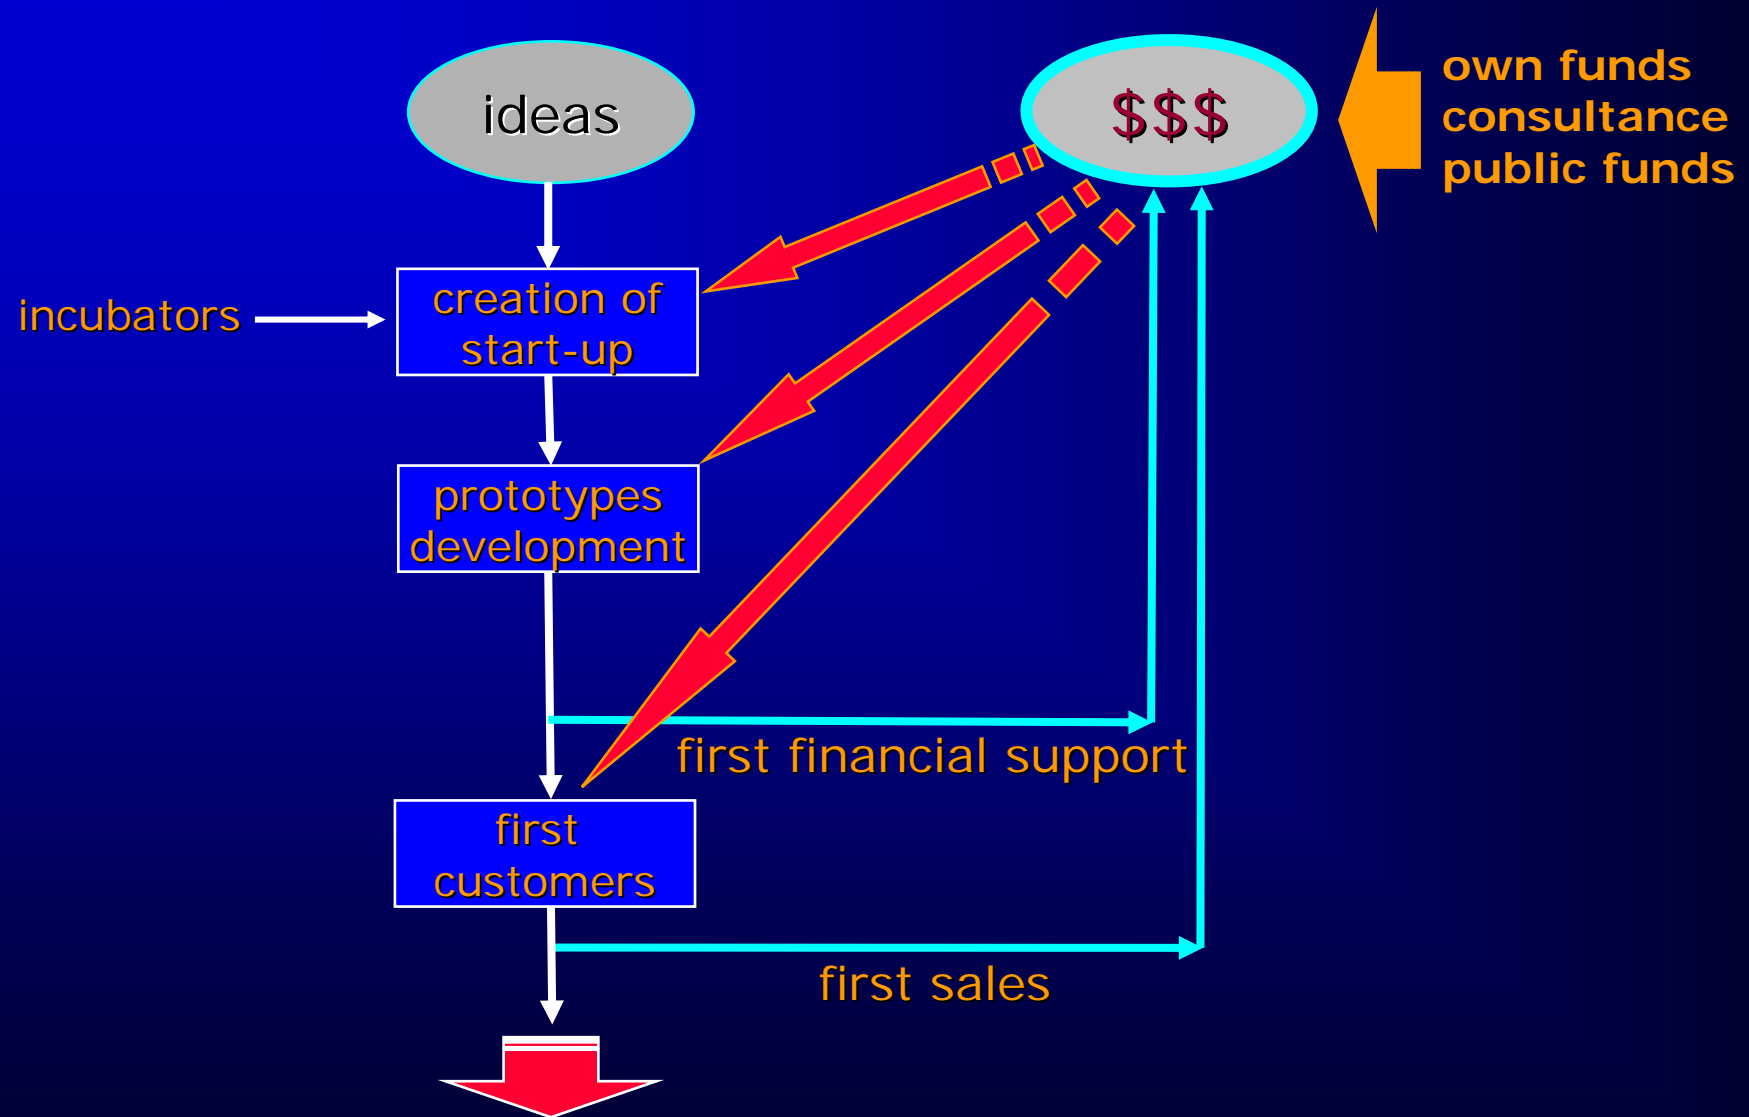 ideas
$$$
own funds
consultance
public funds
incubators
creation of
start-up
prototypes
development
first financial support
first
customers
first sales